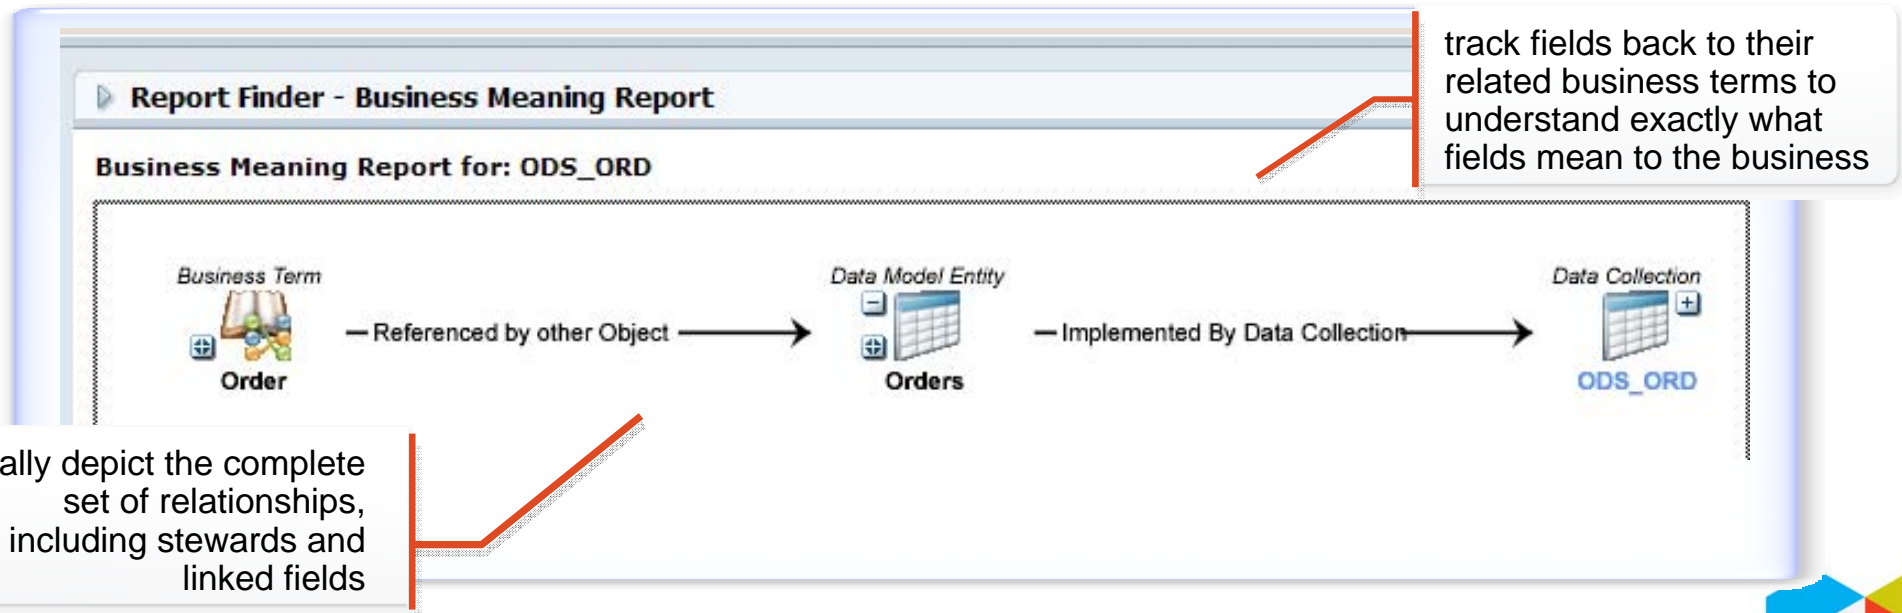 track fields back to their
related business terms to
understand exactly what
fields mean to the business
Report Finder - Business Meaning Report
Business Meaning Report for: ODS_ORD
Business Term
Data Model Entity
Data Collection
Referenced by other Object
Implemented By Data Collection
Order
Orders
ODS_ORD
ally depict the complete
set of relationships,
including stewards and
linked fields